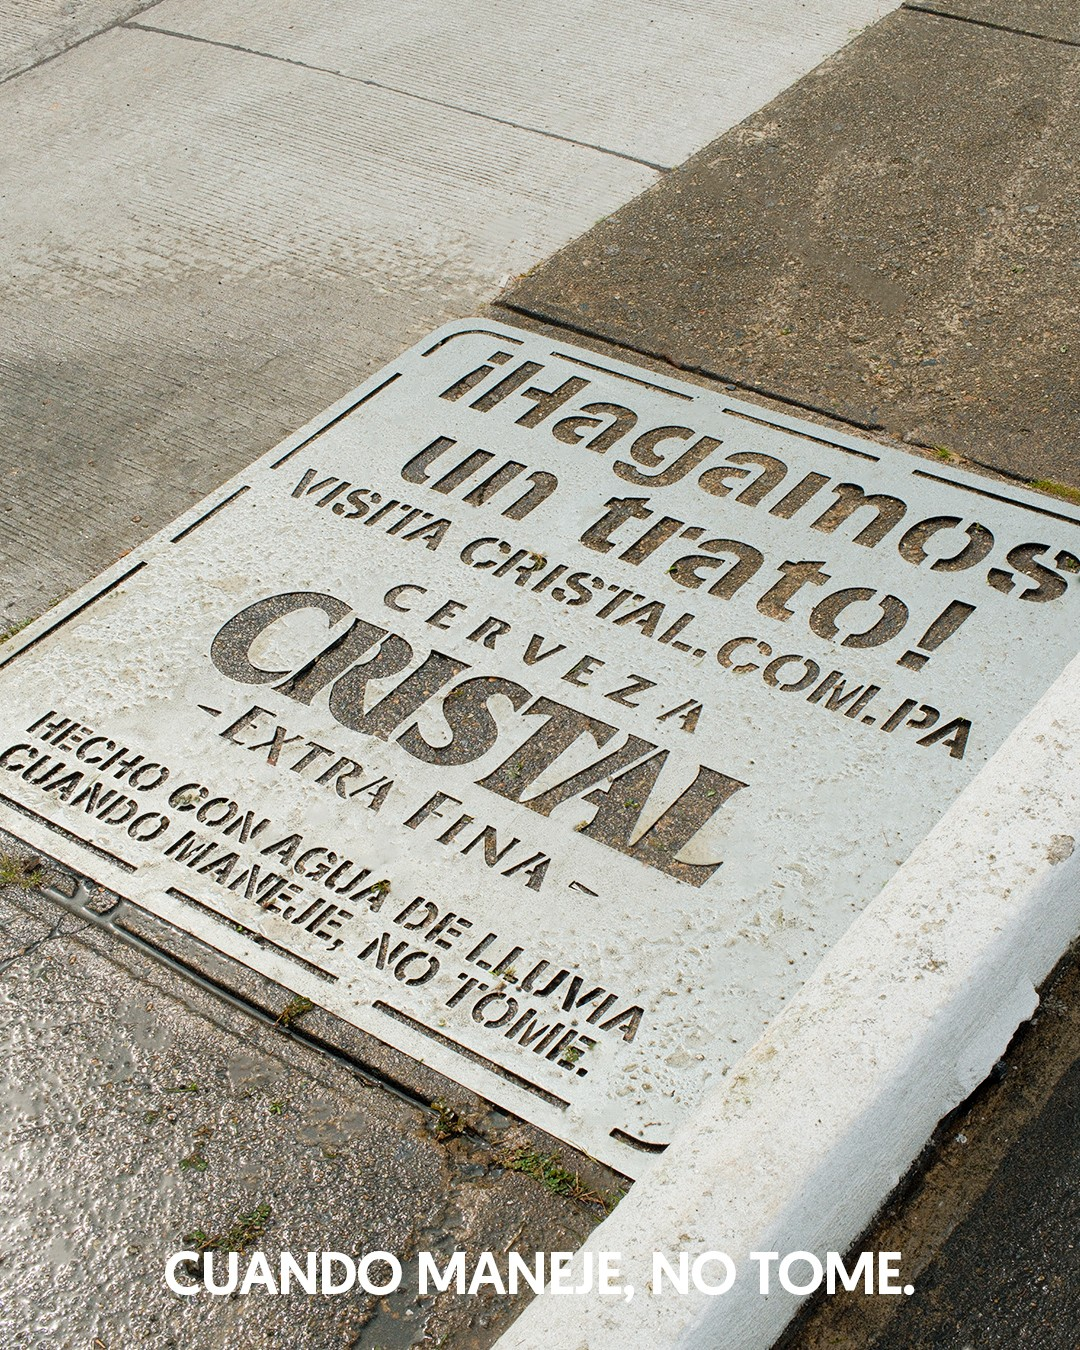 ¡Hagamos
un trato!
VISITA CRISTAL.COM.PA
CERVEZA
CRISTAL
-EXTRA FINA-
HECHO CON AGUA DE LLUVIA
CUANDO MANEJE, NO TOME.
CUANDO MANEJE, NO TOME.